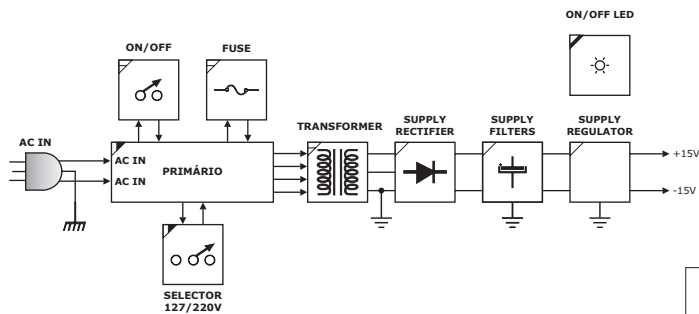 ON/OFF LED
ON/OFF
FUSE
TRANSFORMER
SUPPLY
RECTIFIER
SUPPLY
FILTERS
SUPPLY
REGULATOR
AC IN
AC IN
AC IN
PRIMÁRIO
+15V
-15V
SELECTOR
127/220V